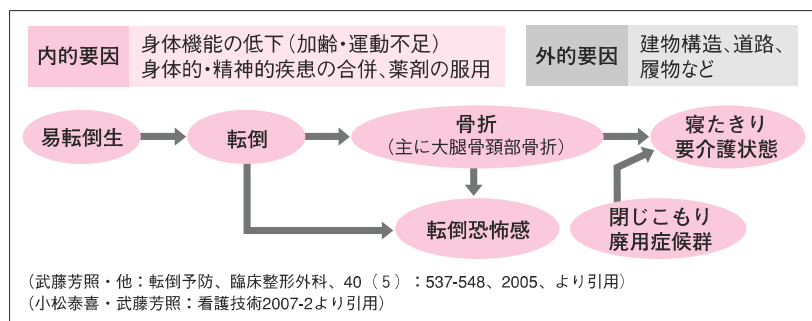 内的要因
身体機能の低下(加齢・運動不足)
身体的・精神的疾患の合併、薬剤の服用
外的要因
建物構造、道路、
履物など
易転倒生
転倒
骨折
(主に大腿骨頸部骨折)
寝たきり
要介護状態
転倒恐怖感
閉じこもり
廃用症候群
(武藤芳照・他：転倒予防、臨床整形外科、40（5）：537-548、2005、より引用)
(小松泰喜・武藤芳照：看護技術2007-2より引用)